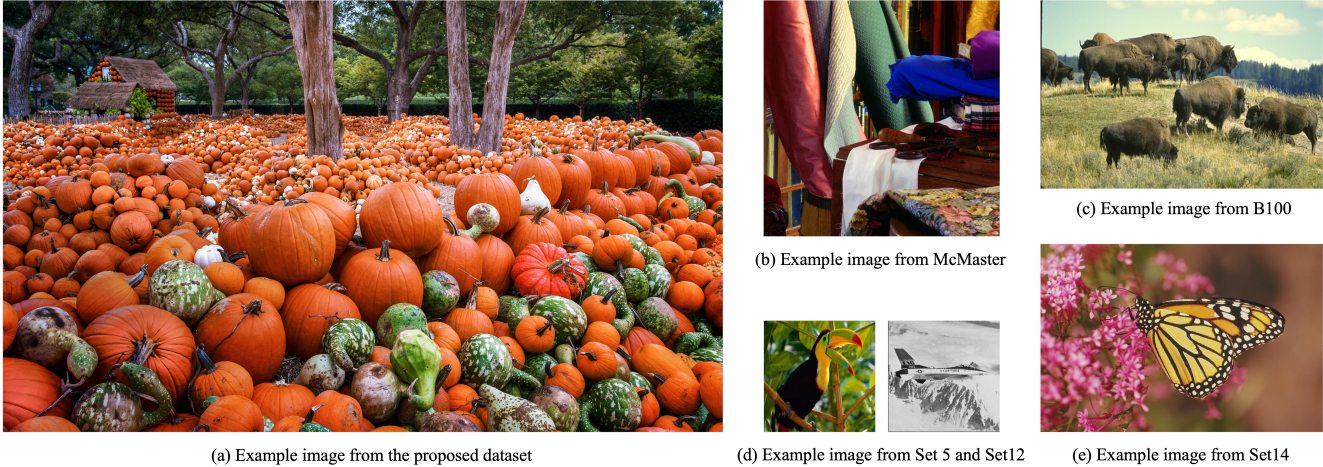 (a) Example image from the proposed dataset
(b) Example image from McMaster
(c) Example image from B100
(d) Example image from Set 5 and Set12
(e) Example image from Set14